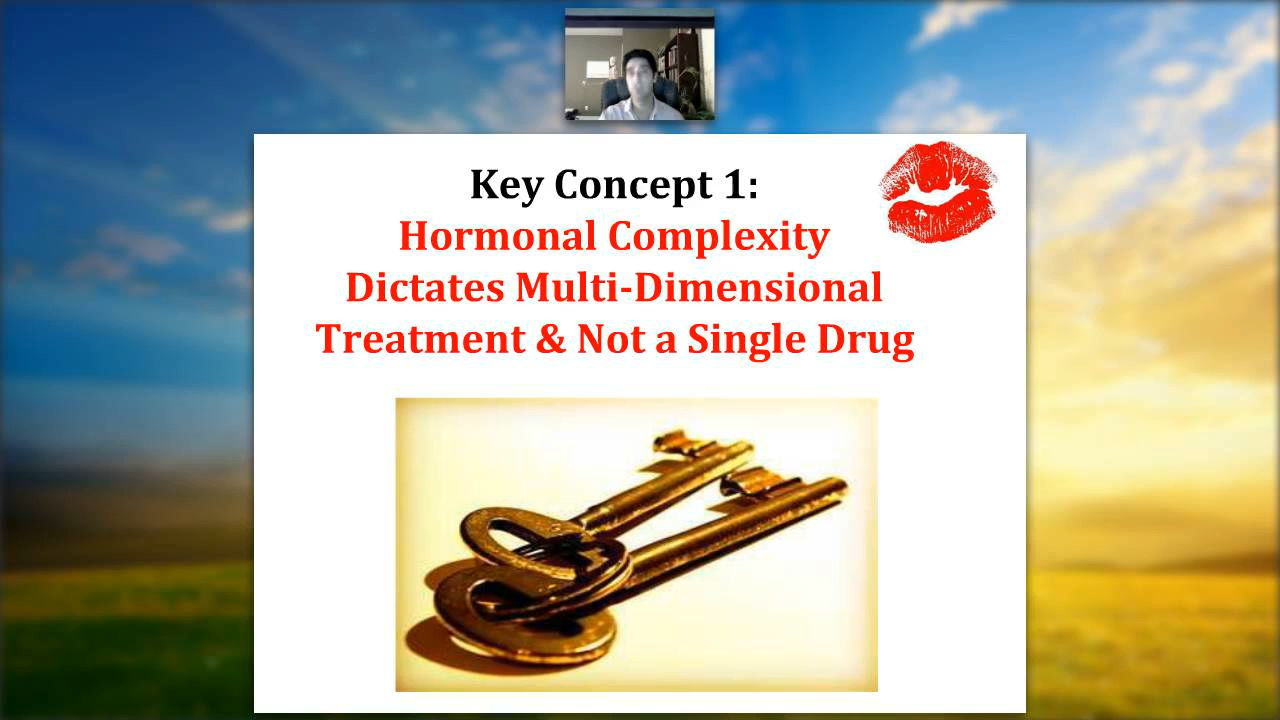 Key Concept 1:
Hormonal Complexity
Dictates Multi-Dimensional
Treatment & Not a Single Drug